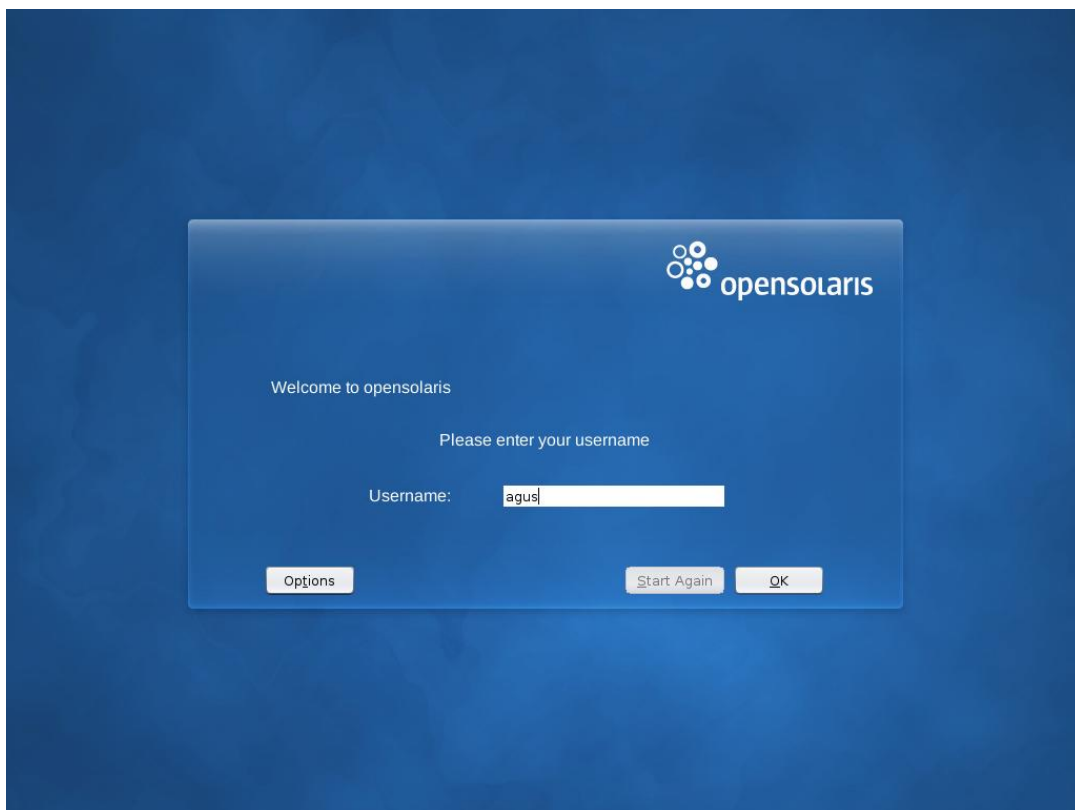 opensolaris
Welcome to opensolaris
Please enter your username
Username: agus
Options Start Again OK